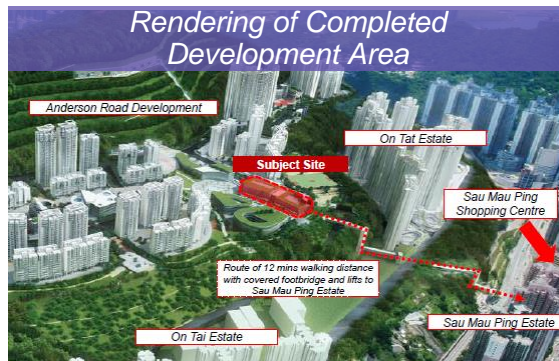 Rendering of Completed
Development Area
Anderson Road Development
On Tat Estate
Subject Site
Sau Mau Ping
Shopping Centre
Route of 12 mins walking distance
with covered footbridge and lifts to
Sau Mau Ping Estate
Sau Mau Ping Estate
On Tai Estate